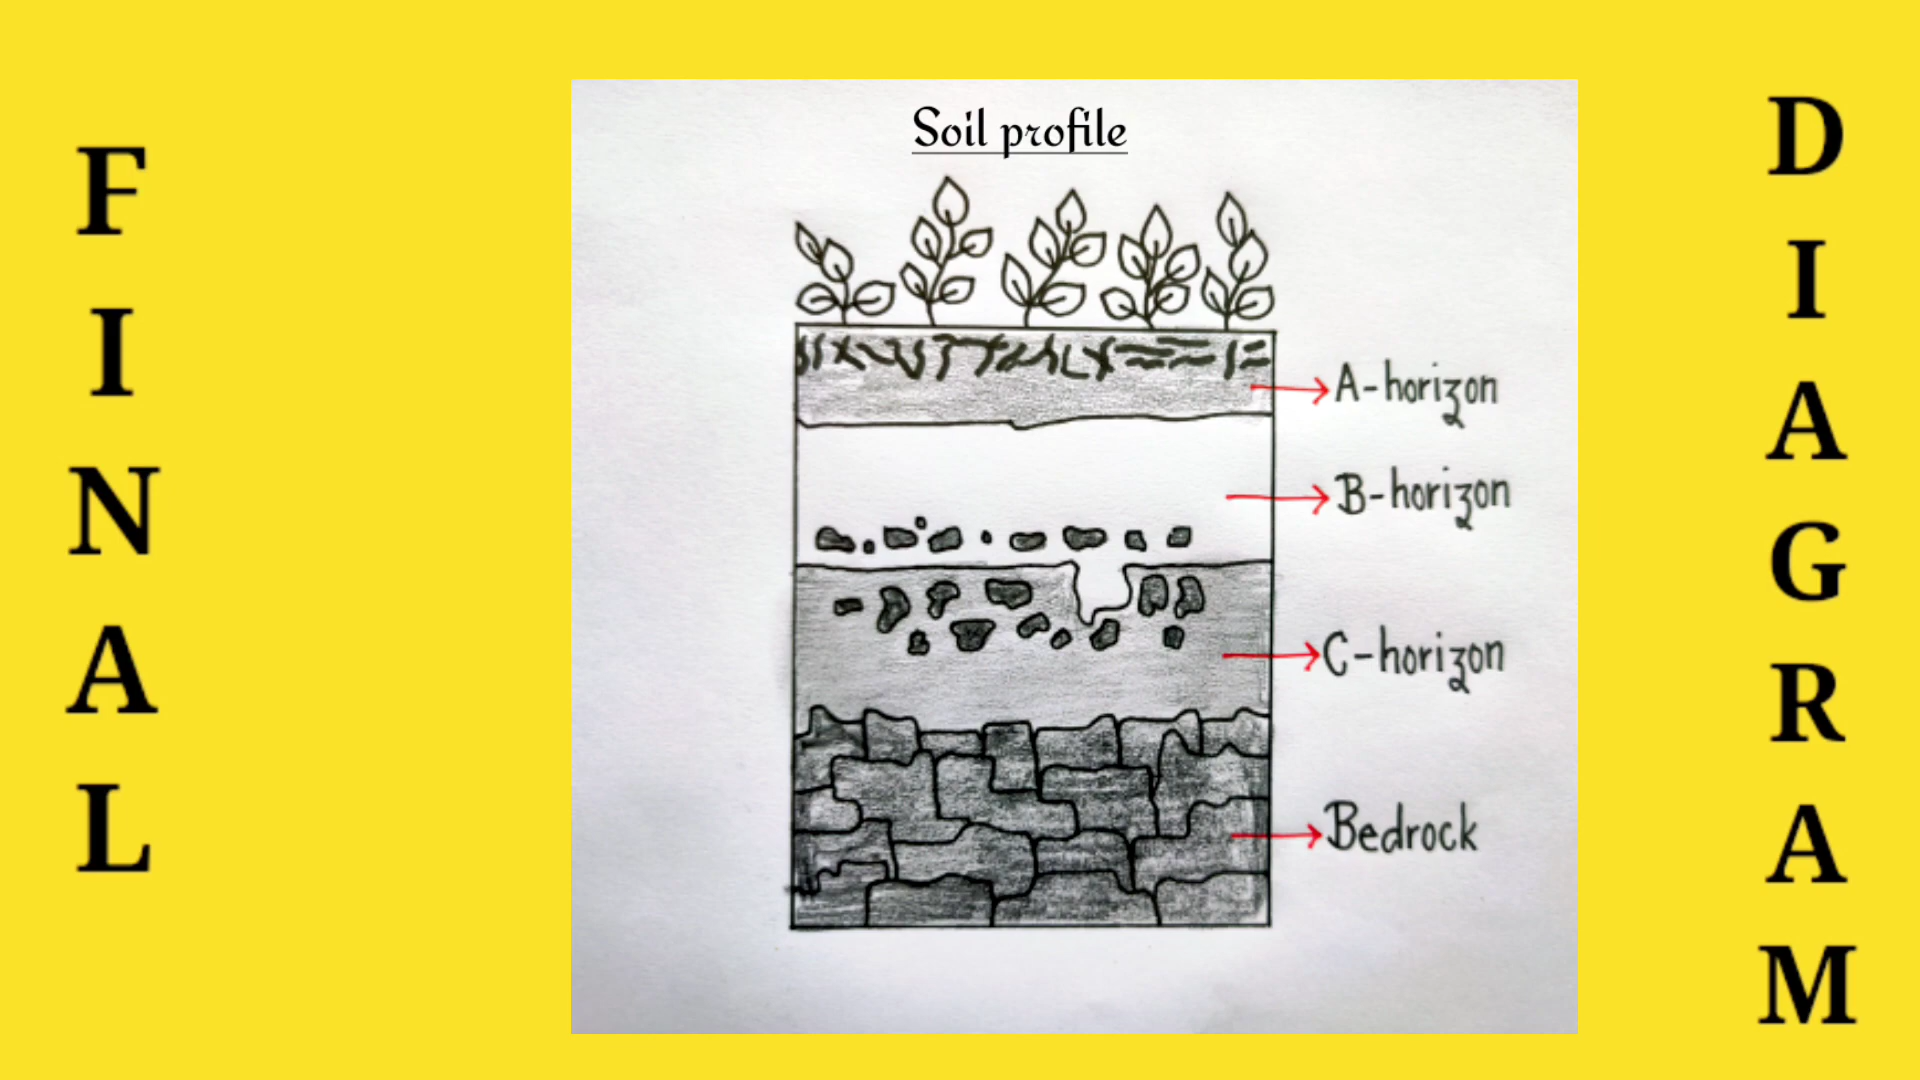 FINAL
Soil profile
A-horizon
B-horizon
C-horizon
Bedrock
DIAGRAM